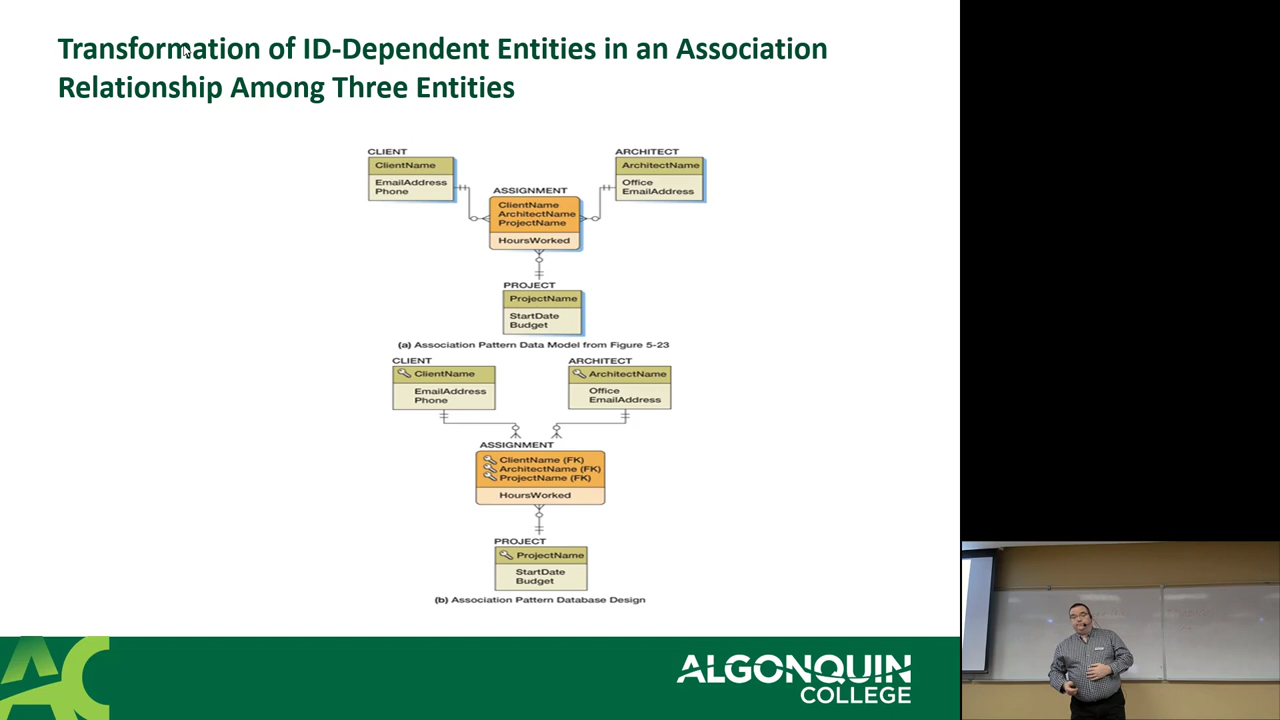 Transformation of ID-Dependent Entities in an Association
Relationship Among Three Entities
CLIENT
ClientName
EmailAddress
Phone
ARCHITECT
ArchitectName
Office
EmailAddress
ASSIGNMENT
ClientName
ArchitectName
ProjectName
HoursWorked
PROJECT
ProjectName
StartDate
Budget
(a) Association Pattern Data Model from Figure 5-23
CLIENT
ClientName
EmailAddress
Phone
ARCHITECT
ArchitectName
Office
EmailAddress
ASSIGNMENT
ClientName (FK)
ArchitectName (FK)
ProjectName (FK)
HoursWorked
PROJECT
ProjectName
StartDate
Budget
(b) Association Pattern Database Design
AC
ALGONQUIN
COLLEGE